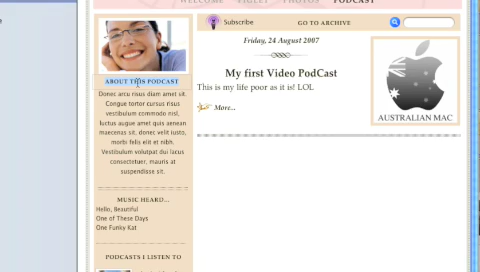 WELCOME FIGLET PHOTOS PODCAST
Subscribe
GO TO ARCHIVE
ABOUT THIS PODCAST
Donec arcu risus diam amet sit.
Congue tortor cursus risus
vestibulum commodo nisl,
luctus augue amet quis aenean
maecenas sit, donec velit iusto,
morbi felis elit et nibh.
Vestibulum volutpat dui lacus
consectetuer, mauris at
suspendisse sit.
MUSIC HEARD...
Hello, Beautiful
One of These Days
One Funky Kat
PODCASTS I LISTEN TO
Friday, 24 August 2007
My first Video PodCast
This is my life poor as it is! LOL
More...
AUSTRALIAN MAC